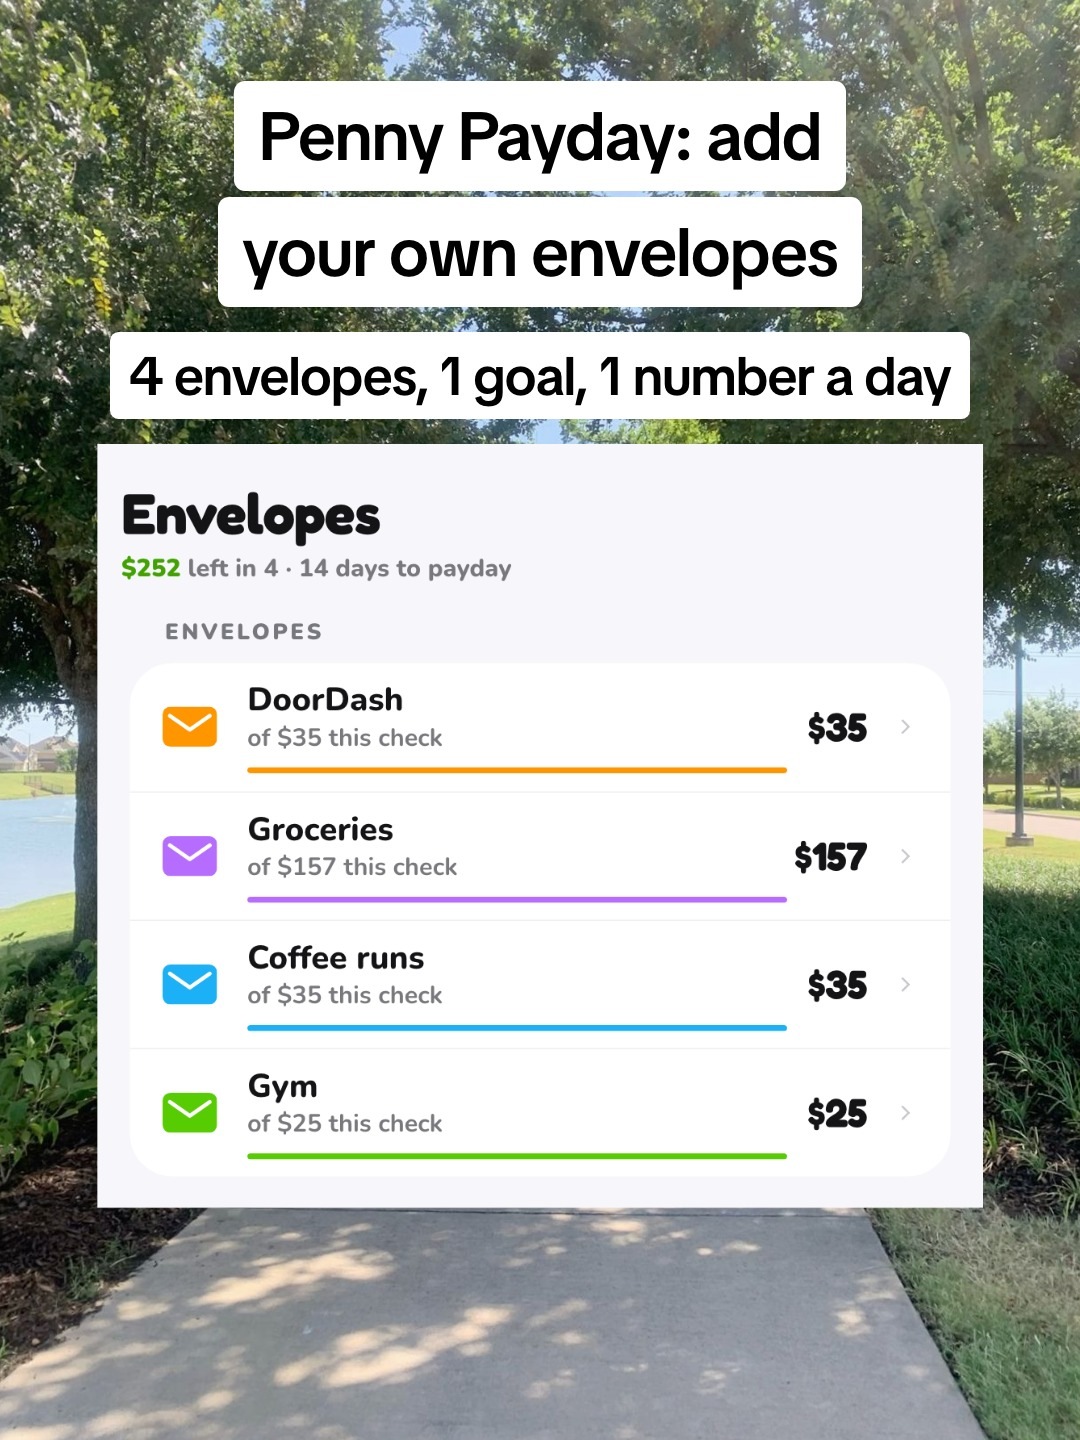 Penny Payday: add
your own envelopes
4 envelopes, 1 goal, 1 number a day
Envelopes
$252 left in 4 · 14 days to payday
ENVELOPES
DoorDash
of $35 this check
$35
Groceries
of $157 this check
$157
Coffee runs
of $35 this check
$35
Gym
of $25 this check
$25